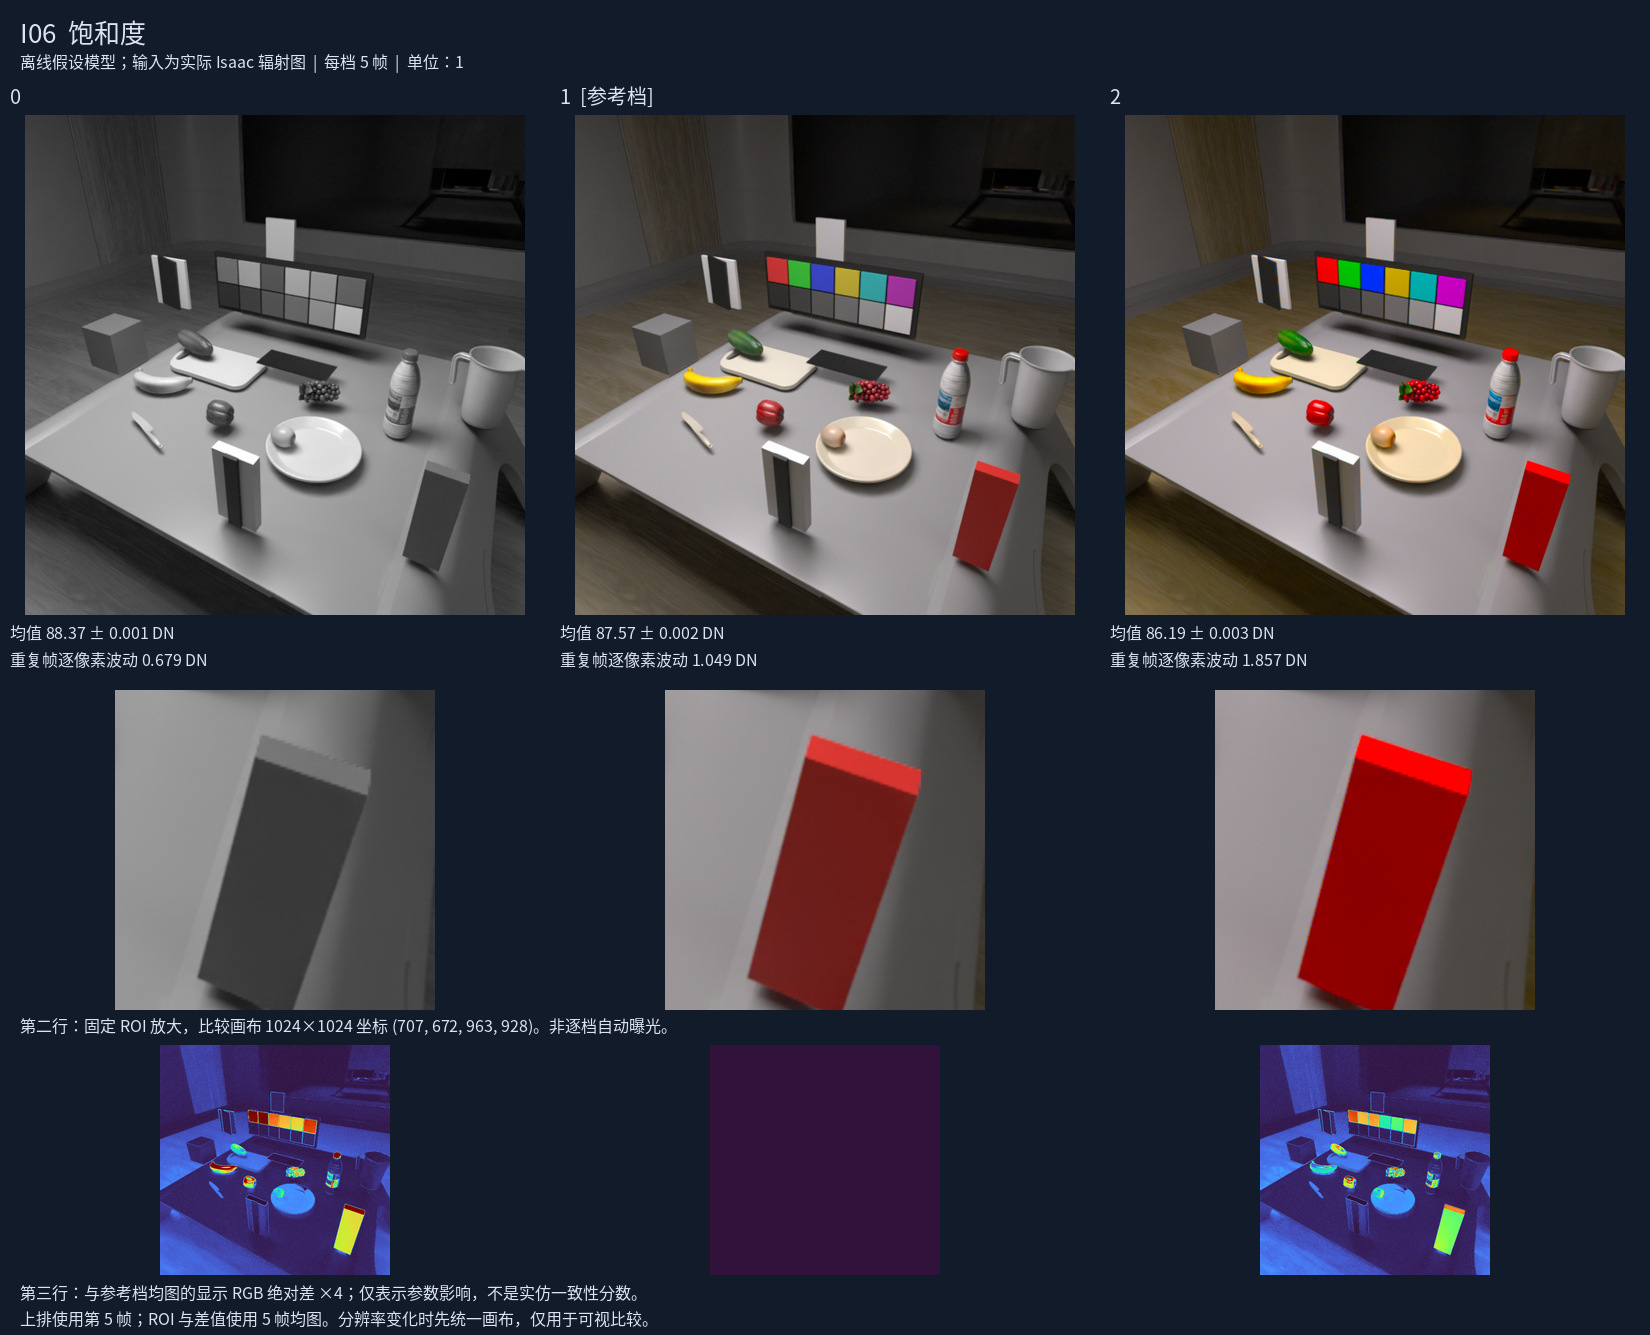 I06 饱和度
离线假设模型；输入为实际 Isaac 辐射图 | 每档 5 帧 | 单位：1
0
1 [参考档]
2
均值 88.37 ± 0.001 DN
重复帧逐像素波动 0.679 DN
均值 87.57 ± 0.002 DN
重复帧逐像素波动 1.049 DN
均值 86.19 ± 0.003 DN
重复帧逐像素波动 1.857 DN
第二行：固定 ROI 放大，比较画布 1024×1024 坐标 (707, 672, 963, 928)。非逐档自动曝光。
第三行：与参考档均图的显示 RGB 绝对差 ×4；仅表示参数影响，不是实仿一致性分数。
上排使用第 5 帧；ROI 与差值使用 5 帧均图。分辨率变化时先统一画布，仅用于可视比较。